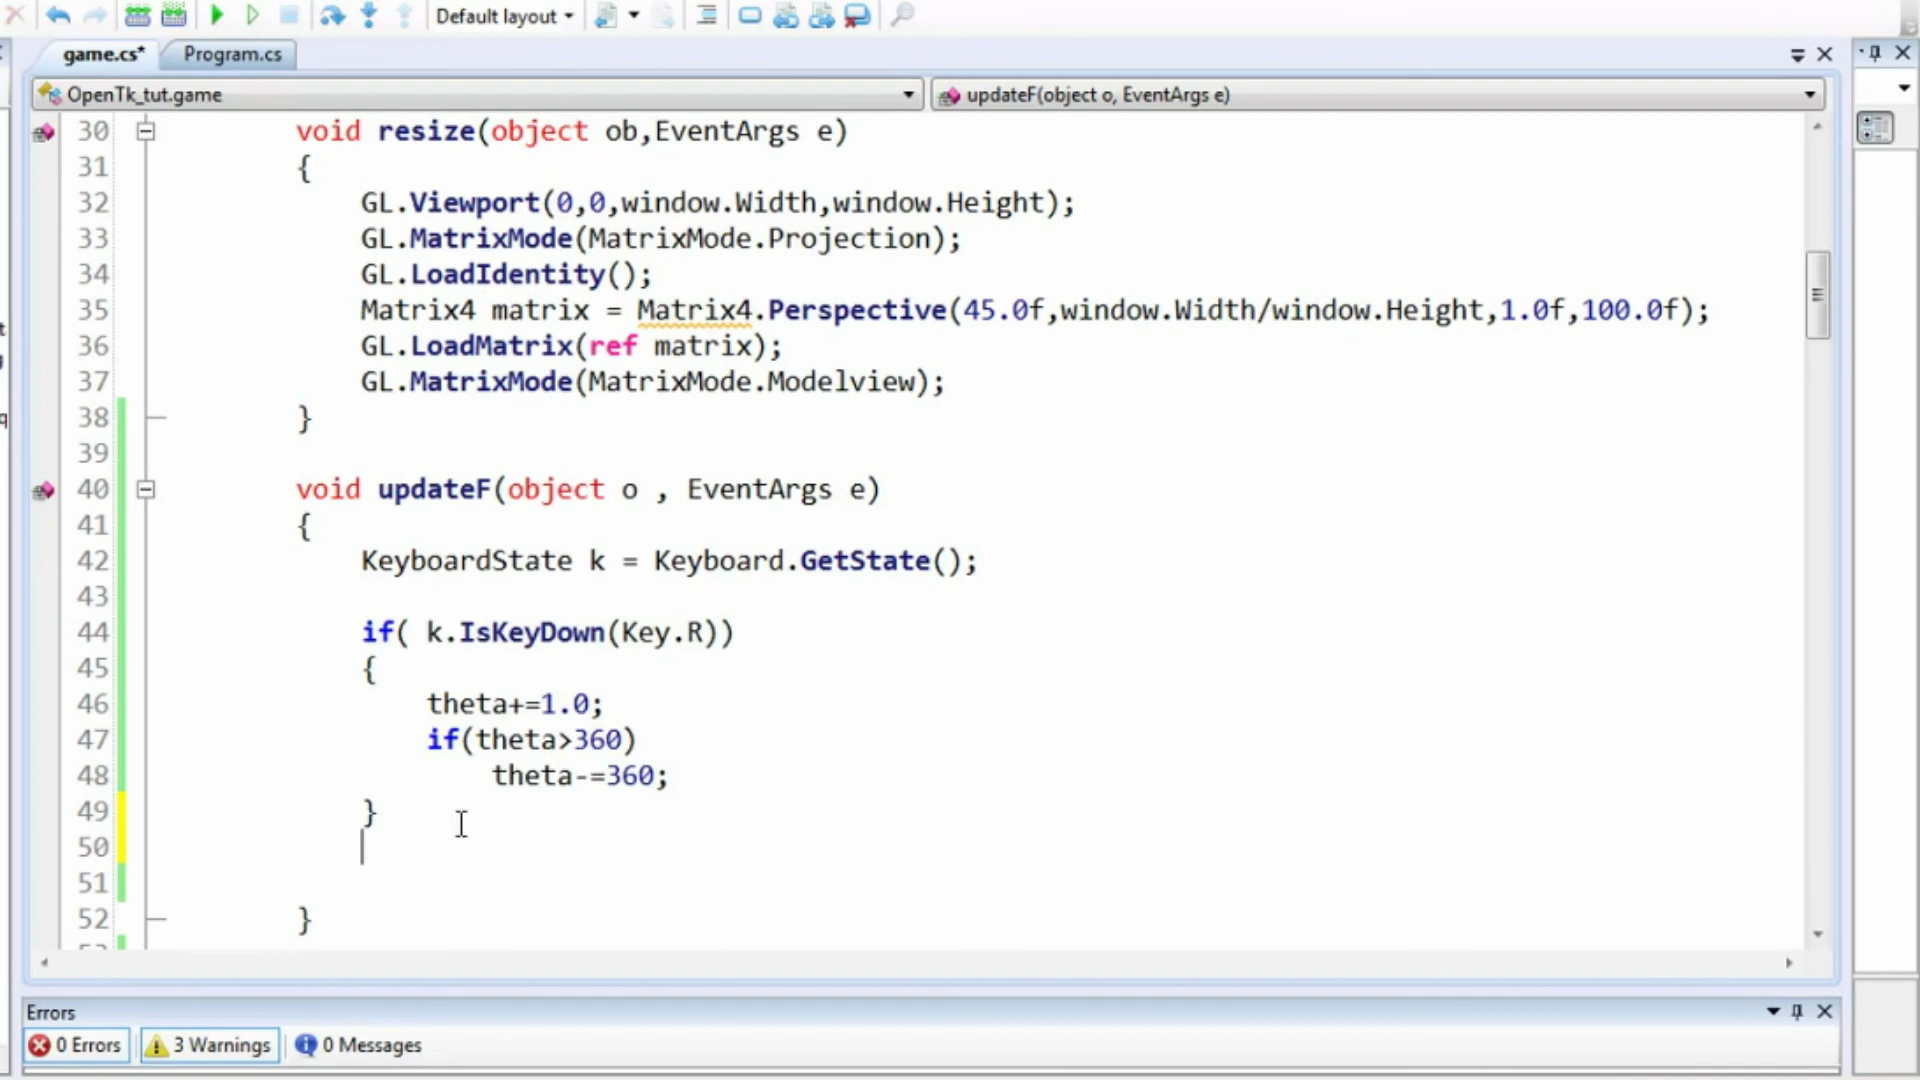 Default layout
game.cs* Program.cs
OpenTk_tut.game updateF(object o, EventArgs e)
30 void resize(object ob,EventArgs e)
31 {
32 GL.Viewport(0,0,window.Width,window.Height);
33 GL.MatrixMode(MatrixMode.Projection);
34 GL.LoadIdentity();
35 Matrix4 matrix = Matrix4.Perspective(45.0f,window.Width/window.Height,1.0f,100.0f);
36 GL.LoadMatrix(ref matrix);
37 GL.MatrixMode(MatrixMode.Modelview);
38 }
39
40 void updateF(object o , EventArgs e)
41 {
42 KeyboardState k = Keyboard.GetState();
43
44 if( k.IsKeyDown(Key.R))
45 {
46 theta+=1.0;
47 if(theta>360)
48 theta-=360;
49 }
50
51
52 }
Errors
0 Errors 3 Warnings 0 Messages